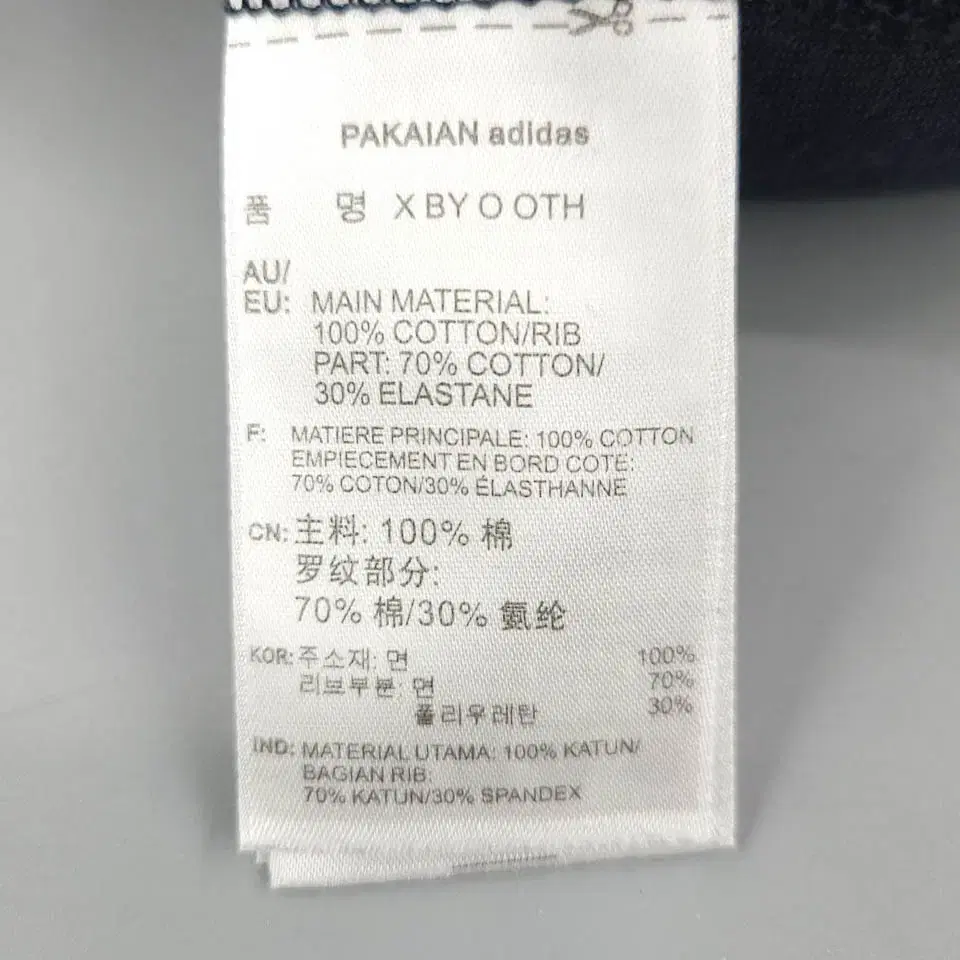 PAKAIAN adidas
품 명 X BY O OTH
AU/
EU: MAIN MATERIAL:
100% COTTON/RIB
PART: 70% COTTON/
30% ELASTANE
F: MATIERE PRINCIPALE: 100% COTTON
EMPIECEMENT EN BORD COTE:
70% COTON/30% ÉLASTHANNE
CN: 主料: 100% 棉
罗纹部分:
70% 棉/30% 氨纶
KOR: 주소재: 면 100%
리브부분: 면 70%
폴리우레탄 30%
IND: MATERIAL UTAMA: 100% KATUN/
BAGIAN RIB:
70% KATUN/30% SPANDEX